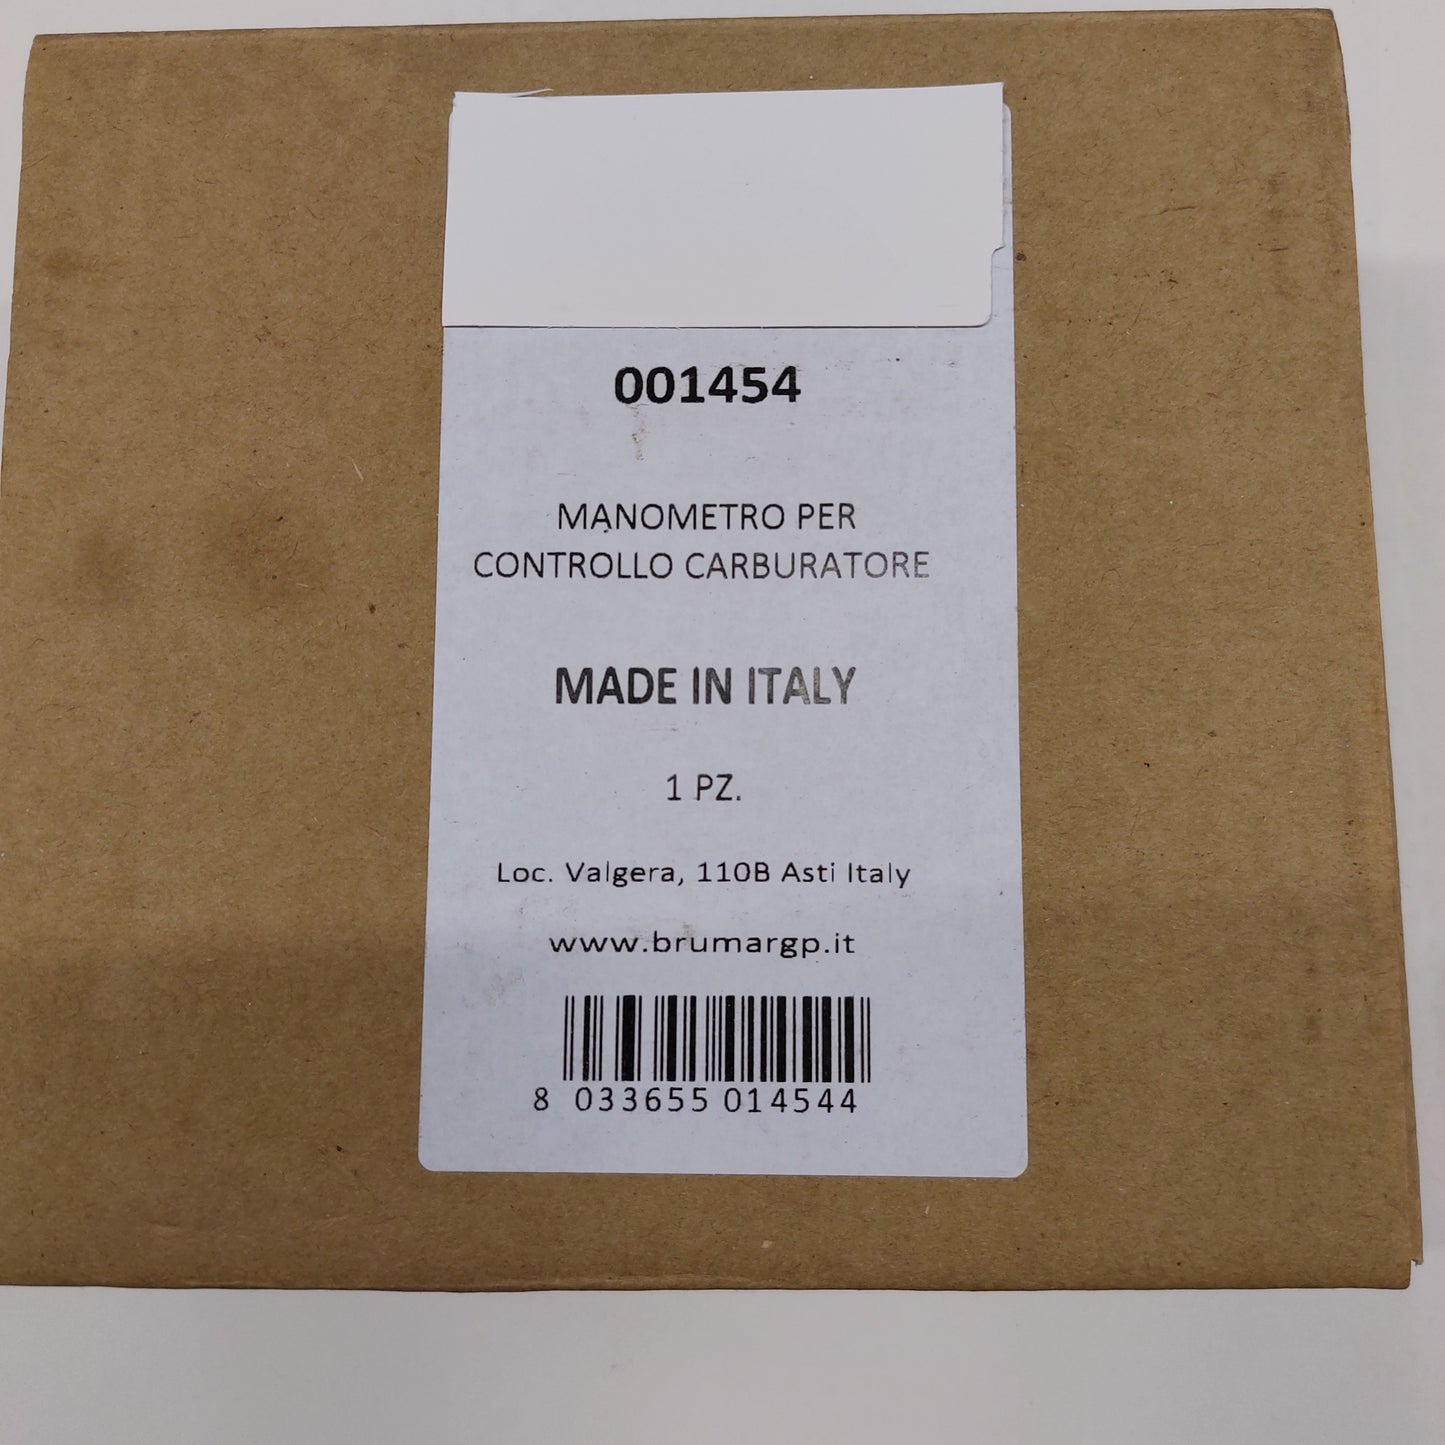 001454
MANOMETRO PER
CONTROLLO CARBURATORE
MADE IN ITALY
1 PZ.
Loc. Valgera, 110B Asti Italy
www.brumargp.it
8 033655 014544